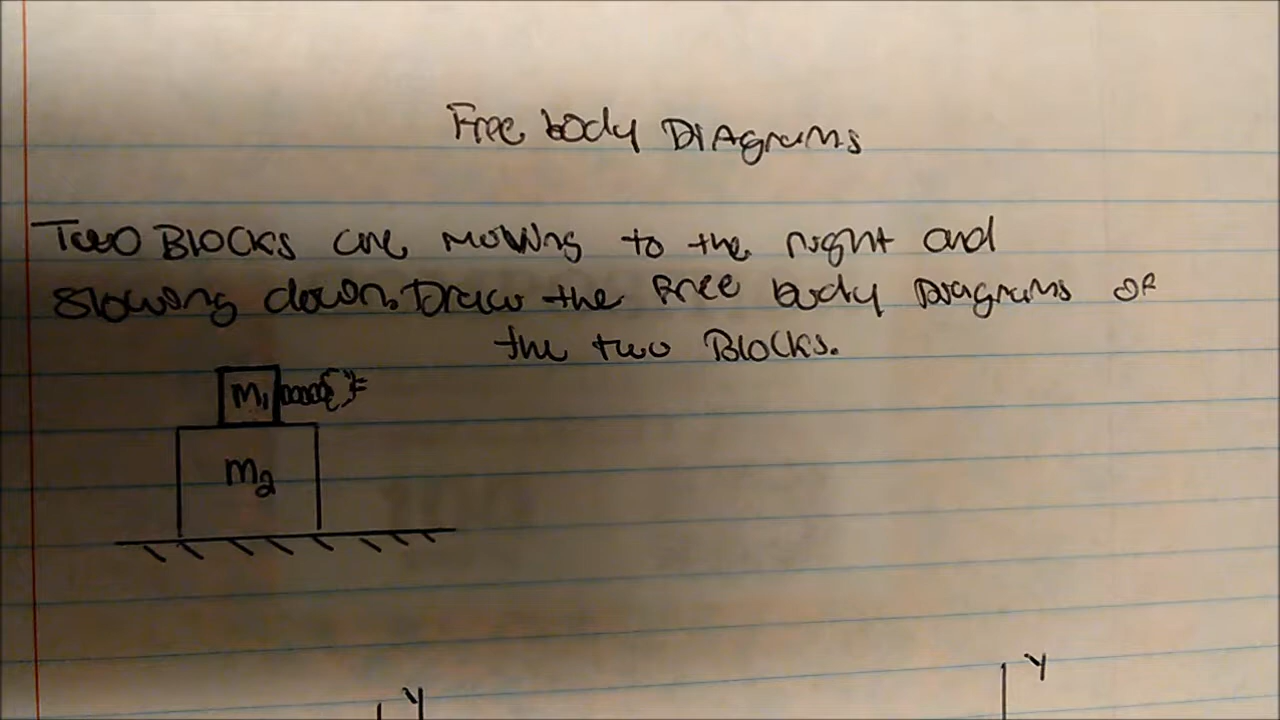 Free body DIAgrams
Two BLOCKS are moving to the right and
slowing down. Draw the Free body Diagrams OF
the two BLOCKS.
m1
m2
y
y